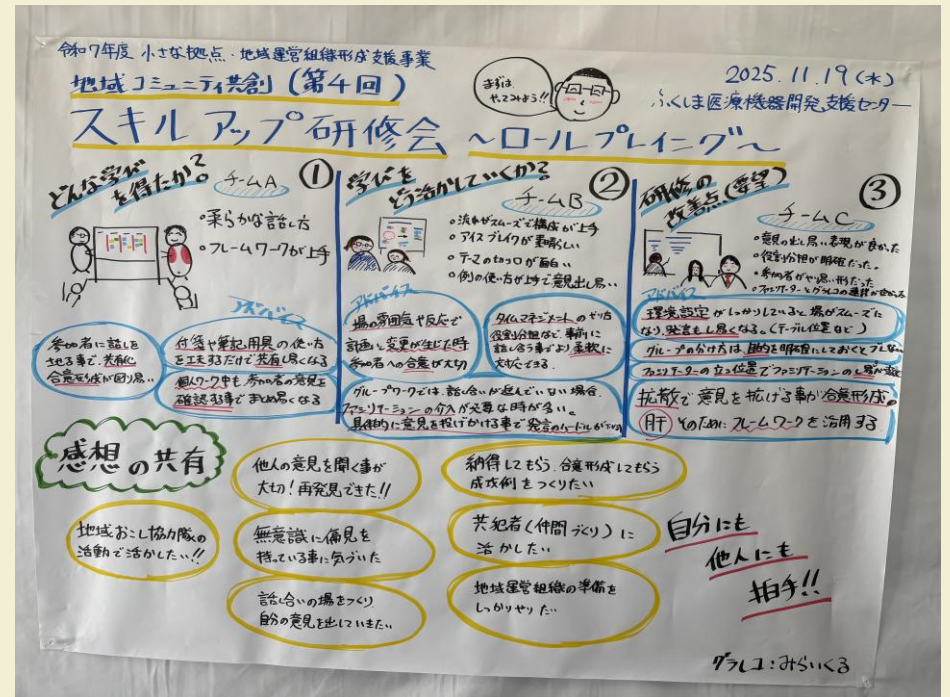 令和7年度 小さな拠点・地域運営組織形成支援事業
地域コミュニティ共創(第4回)
スキルアップ研修会 ~ロールプレイング~
まずは
やってみよう!!
2025.11.19(水)
ふくしま医療機器開発支援センター
どんな学び
を得たか?
チームA
①
・柔らかな話し方
・フレームワークが上手
アドバイス
参加者に話しを
させる事で、共有化
合意形成が図り易い
付箋や筆記用具の使い方
を工夫するだけで共有し易くなる
個人ワーク中も参加者の意見を
確認する事でまとめ易くなる
学びを
どう活かしていくか?
②
チームB
・流れがスムーズで構成が上手
・アイスブレイクが素晴らしい
・テーマの切り口が面白い
・例の使い方が上手で意見出し易い
アドバイス
場の雰囲気や反応で
計画に変更が生じた時
参加者への合意が大切
タイムマネジメントのやり方
役割分担など、事前に
話し合う事でより柔軟に
対応できる
グループワークでは、話し合いが進んでいない場合、
ファシリテーションの介入が必要な時が多い。
具体的に意見を投げかける事で発言のハードルが下がる
研修の
改善点(要望)
③
チームC
・意見の出し易い表現が良かった
・役割分担が明確だった。
・参加者がやり易い形だった
・ファシリテーターとグラレコの連携が
アドバイス
環境設定がしっかりしていると場がスムーズに
なり、発言もし易くなる。(テーブル位置など)
グループの分け方は、目的を明確にしておくとブレない
ファシリテーターの立つ位置でファシリテーションのし易さが
拡散で意見を拡げる事が合意形成の
肝 そのためにフレームワークを活用する
感想の共有
地域おこし協力隊の
活動で活かしたい!!
他人の意見を聞く事が
大切!再発見できた!!
無意識に偏見を
持っている事に気づいた
話し合いの場をつくり
自分の意見を出していきたい
納得してもらう、合意形成してもらう
成功例をつくりたい
共犯者(仲間づくり)に
活かしたい
地域運営組織の準備を
しっかりやりたい
自分にも
他人にも
拍手!!
グラレコ:みらいくる